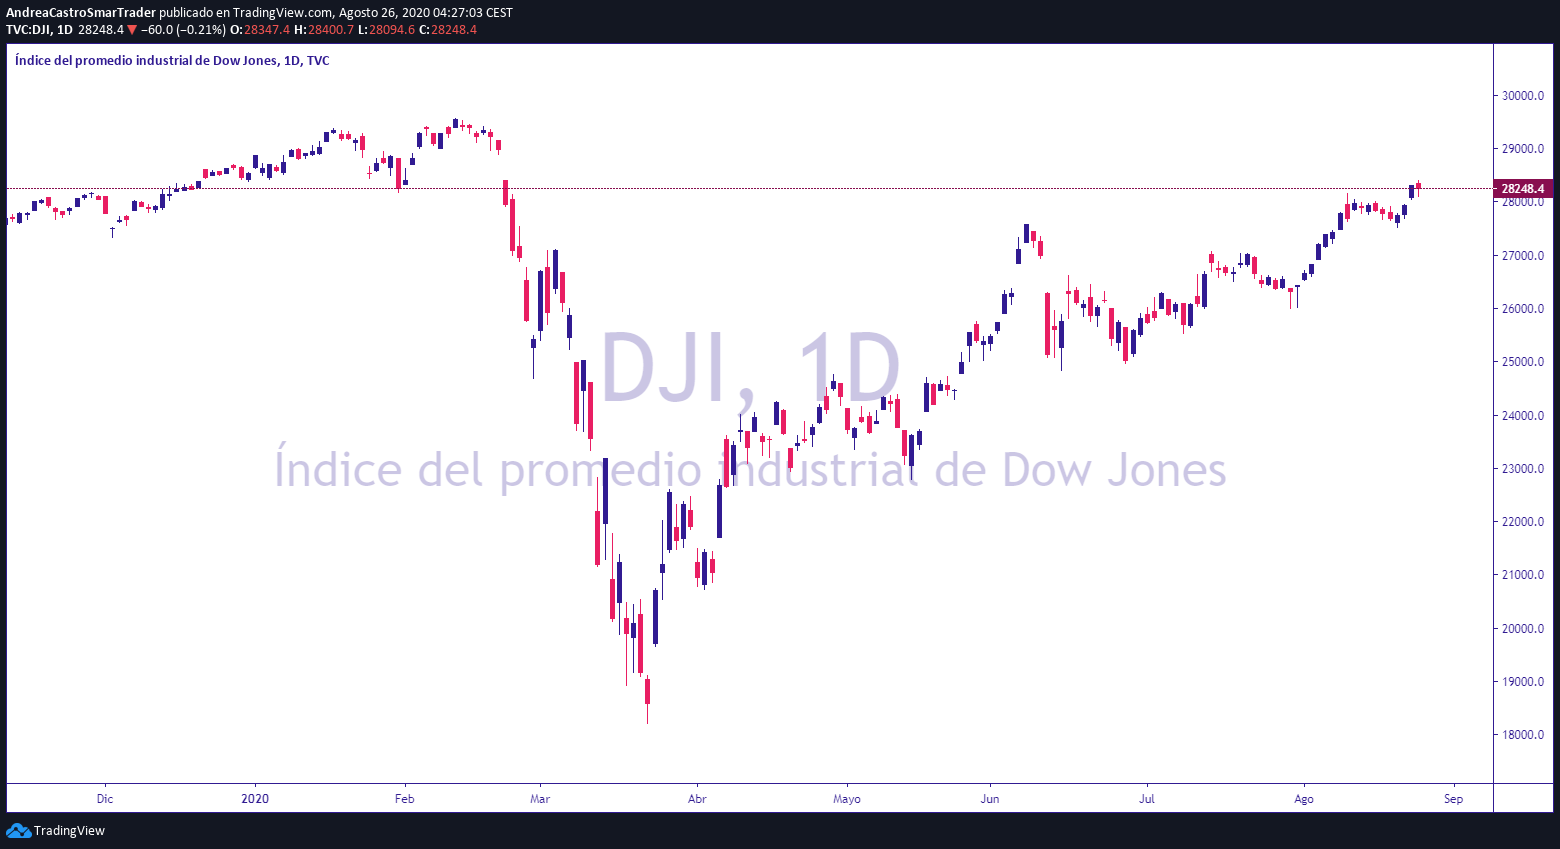 AndreaCastroSmarTrader publicado en TradingView.com, Agosto 26, 2020 04:27:03 CEST
TVC:DJI, 1D 28248.4 ▼ −60.0 (−0.21%) O:28347.4 H:28400.7 L:28094.6 C:28248.4
Índice del promedio industrial de Dow Jones, 1D, TVC
DJI, 1D
Índice del promedio industrial de Dow Jones
30000.0
29000.0
28248.4
28000.0
27000.0
26000.0
25000.0
24000.0
23000.0
22000.0
21000.0
20000.0
19000.0
18000.0
Dic 2020 Feb Mar Abr Mayo Jun Jul Ago Sep
TradingView